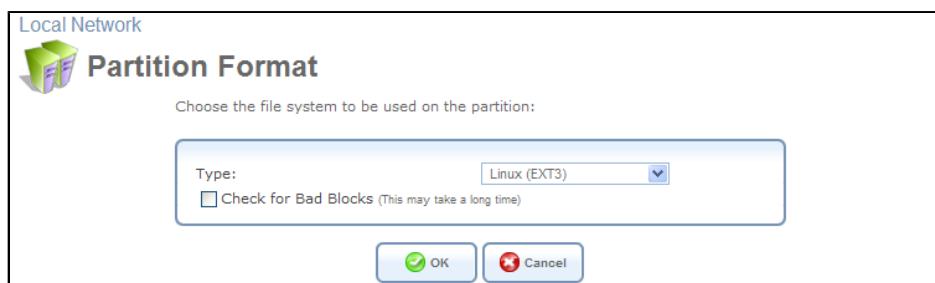 Local Network
Partition Format
Choose the file system to be used on the partition:
Type: Linux (EXT3)
Check for Bad Blocks (This may take a long time)
OK Cancel